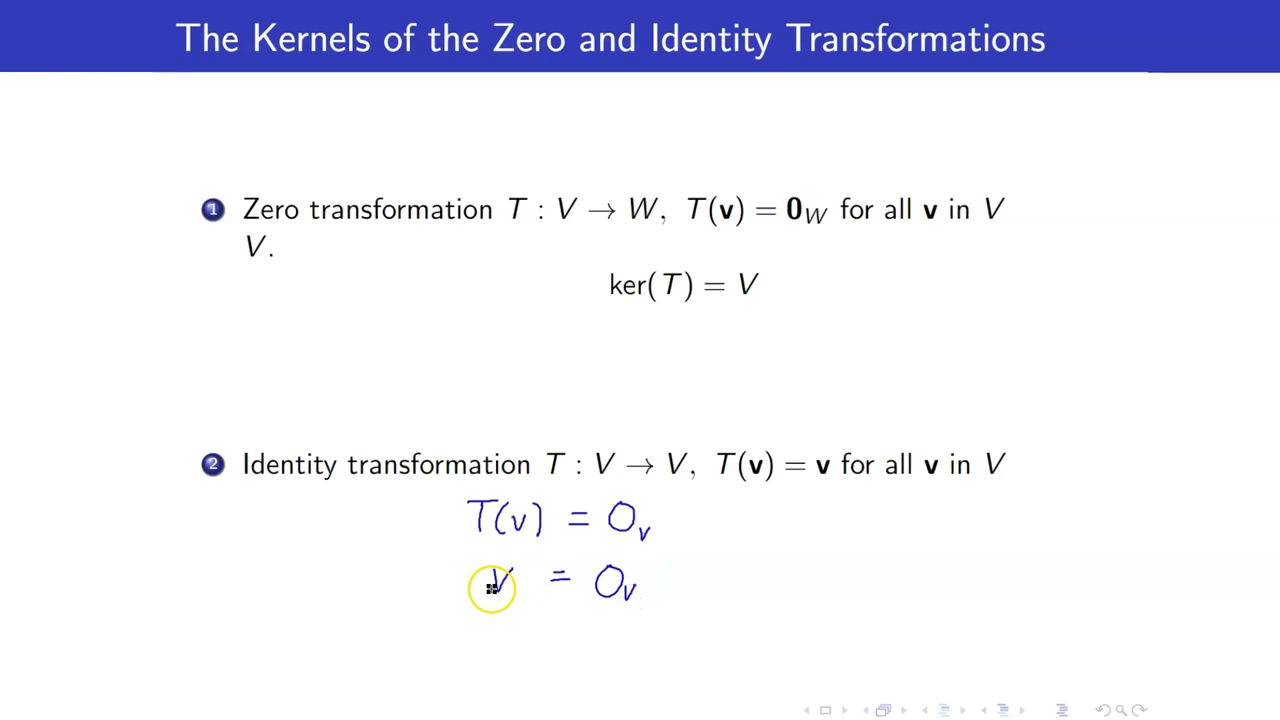 The Kernels of the Zero and Identity Transformations
1 Zero transformation T : V → W, T(v) = 0_W for all v in V
V.
ker(T) = V
2 Identity transformation T : V → V, T(v) = v for all v in V
T(v) = 0_v
v = 0_v